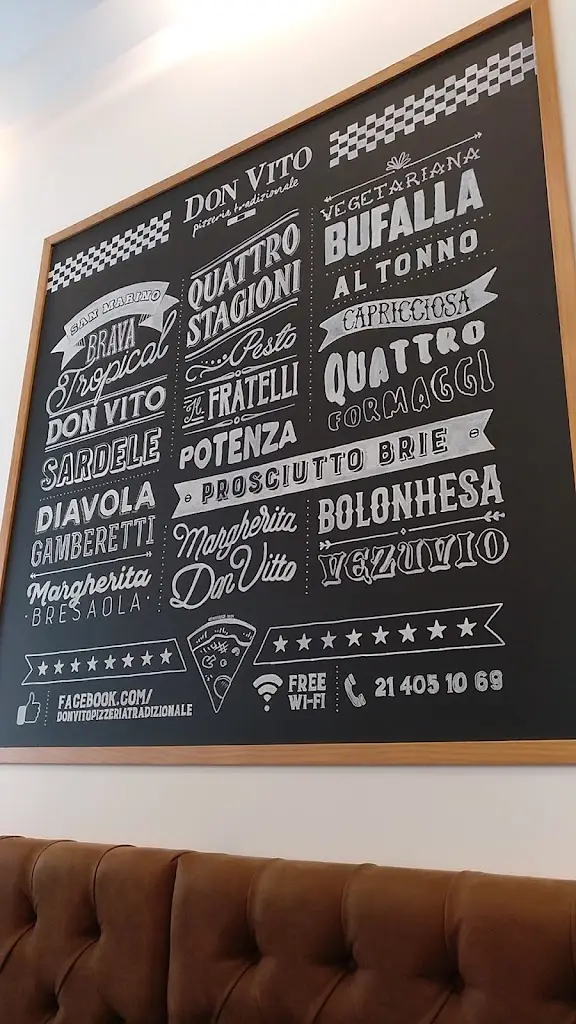 DON VITO
pizzeria tradizionale
SAN MARINO
BRAVA
Tropical
DON VITO
SARDELE
DIAVOLA
GAMBERETTI
Margherita
BRESAOLA
QUATTRO
STAGIONI
Pesto
IL FRATELLI
POTENZA
PROSCIUTTO BRIE
Margherita
Don Vitto
VEGETARIANA
BUFALLA
AL TONNO
CAPRICCIOSA
QUATTRO
FORMAGGI
BOLONHESA
VEZUVIO
FACEBOOK.COM/
DONVITOPIZZERIATRADIZIONALE
FREE
WI-FI
21 405 10 69